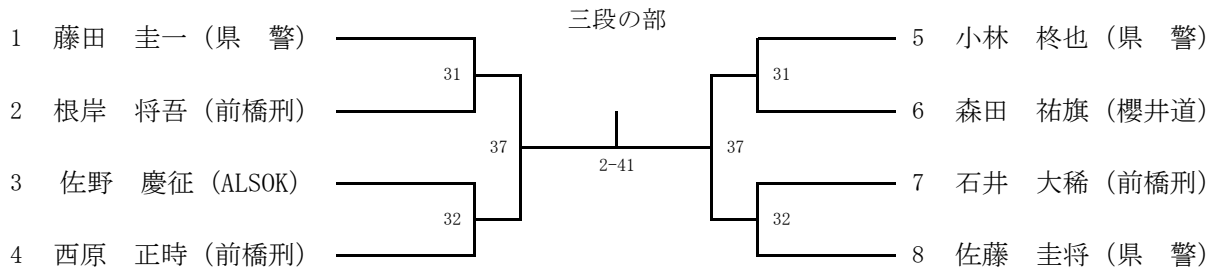 三段の部
1 藤田 圭一 (県 警)
31
2 根岸 将吾 (前橋刑)
37
3 佐野 慶征 (ALSOK)
32
4 西原 正時 (前橋刑)
2-41
5 小林 柊也 (県 警)
31
6 森田 祐旗 (櫻井道)
37
7 石井 大稀 (前橋刑)
32
8 佐藤 圭将 (県 警)